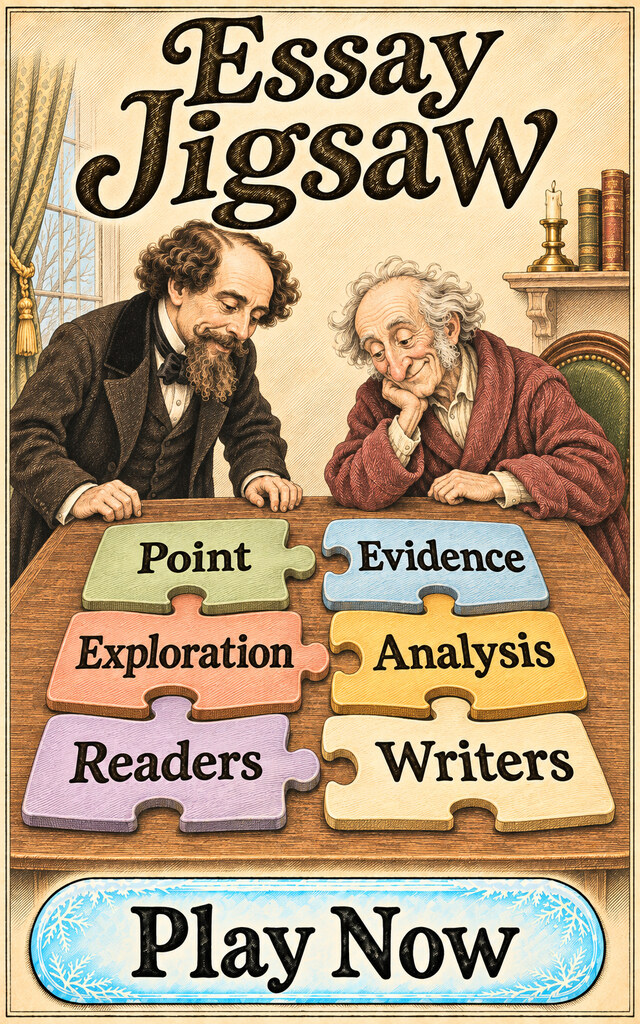 Essay
Jigsaw
Point
Evidence
Exploration
Analysis
Readers
Writers
Play Now